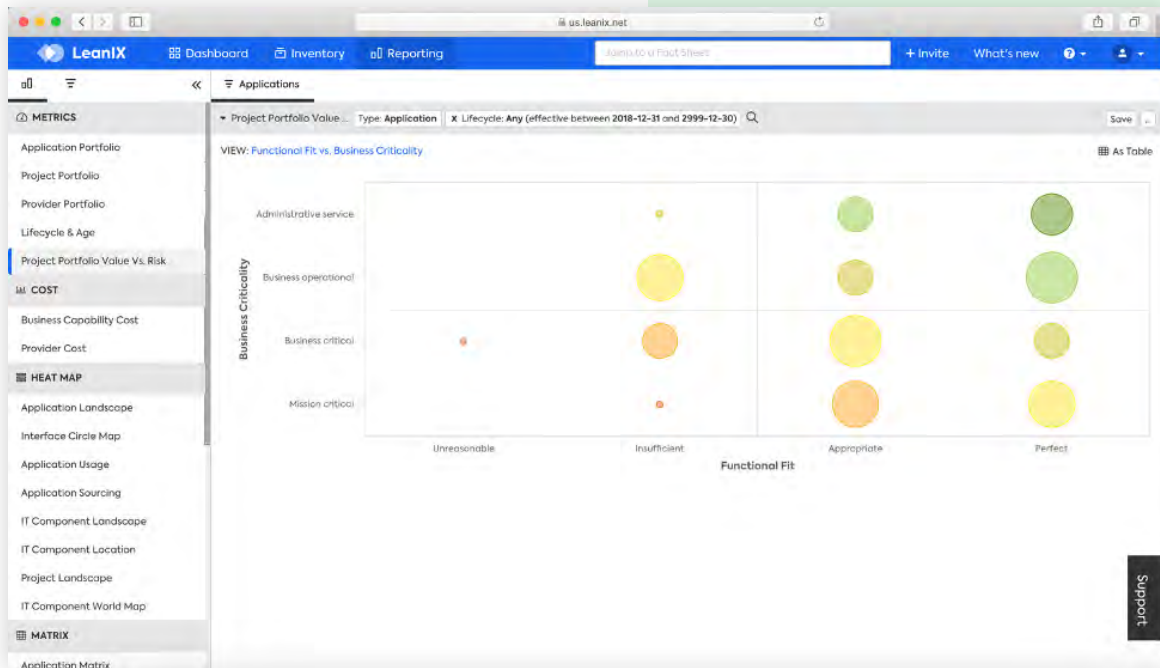 us.leanix.net
LeanIX Dashboard Inventory Reporting Jump to a Fact Sheet + Invite What's new ?
« Applications
METRICS
Project Portfolio Value ... Type: Application X Lifecycle: Any (effective between 2018-12-31 and 2999-12-30) Save ...
Application Portfolio
VIEW: Functional Fit vs. Business Criticality As Table
Project Portfolio
Provider Portfolio
Lifecycle & Age
Project Portfolio Value Vs. Risk
COST
Business Capability Cost
Provider Cost
HEAT MAP
Application Landscape
Interface Circle Map
Application Usage
Application Sourcing
IT Component Landscape
IT Component Location
Project Landscape
IT Component World Map
MATRIX
Application Matrix
Business Criticality
Administrative service
Business operational
Business critical
Mission critical
Unreasonable Insufficient Appropriate Perfect
Functional Fit
Support